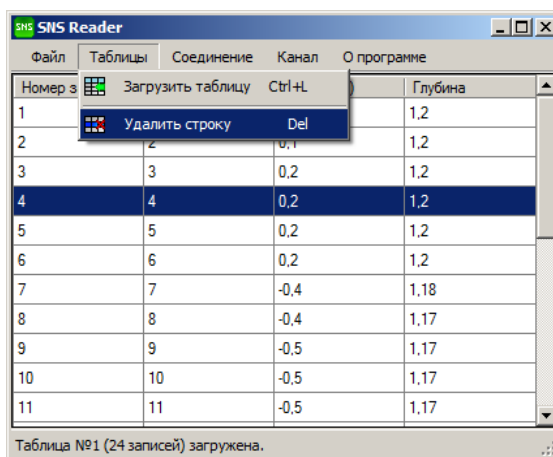 SNS SNS Reader
Файл Таблицы Соединение Канал О программе
Номер з ) Глубина
Загрузить таблицу Ctrl+L
Удалить строку Del
1 1,2
2 2 0,1 1,2
3 3 0,2 1,2
4 4 0,2 1,2
5 5 0,2 1,2
6 6 0,2 1,2
7 7 -0,4 1,18
8 8 -0,4 1,17
9 9 -0,5 1,17
10 10 -0,5 1,17
11 11 -0,5 1,17
Таблица №1 (24 записей) загружена.